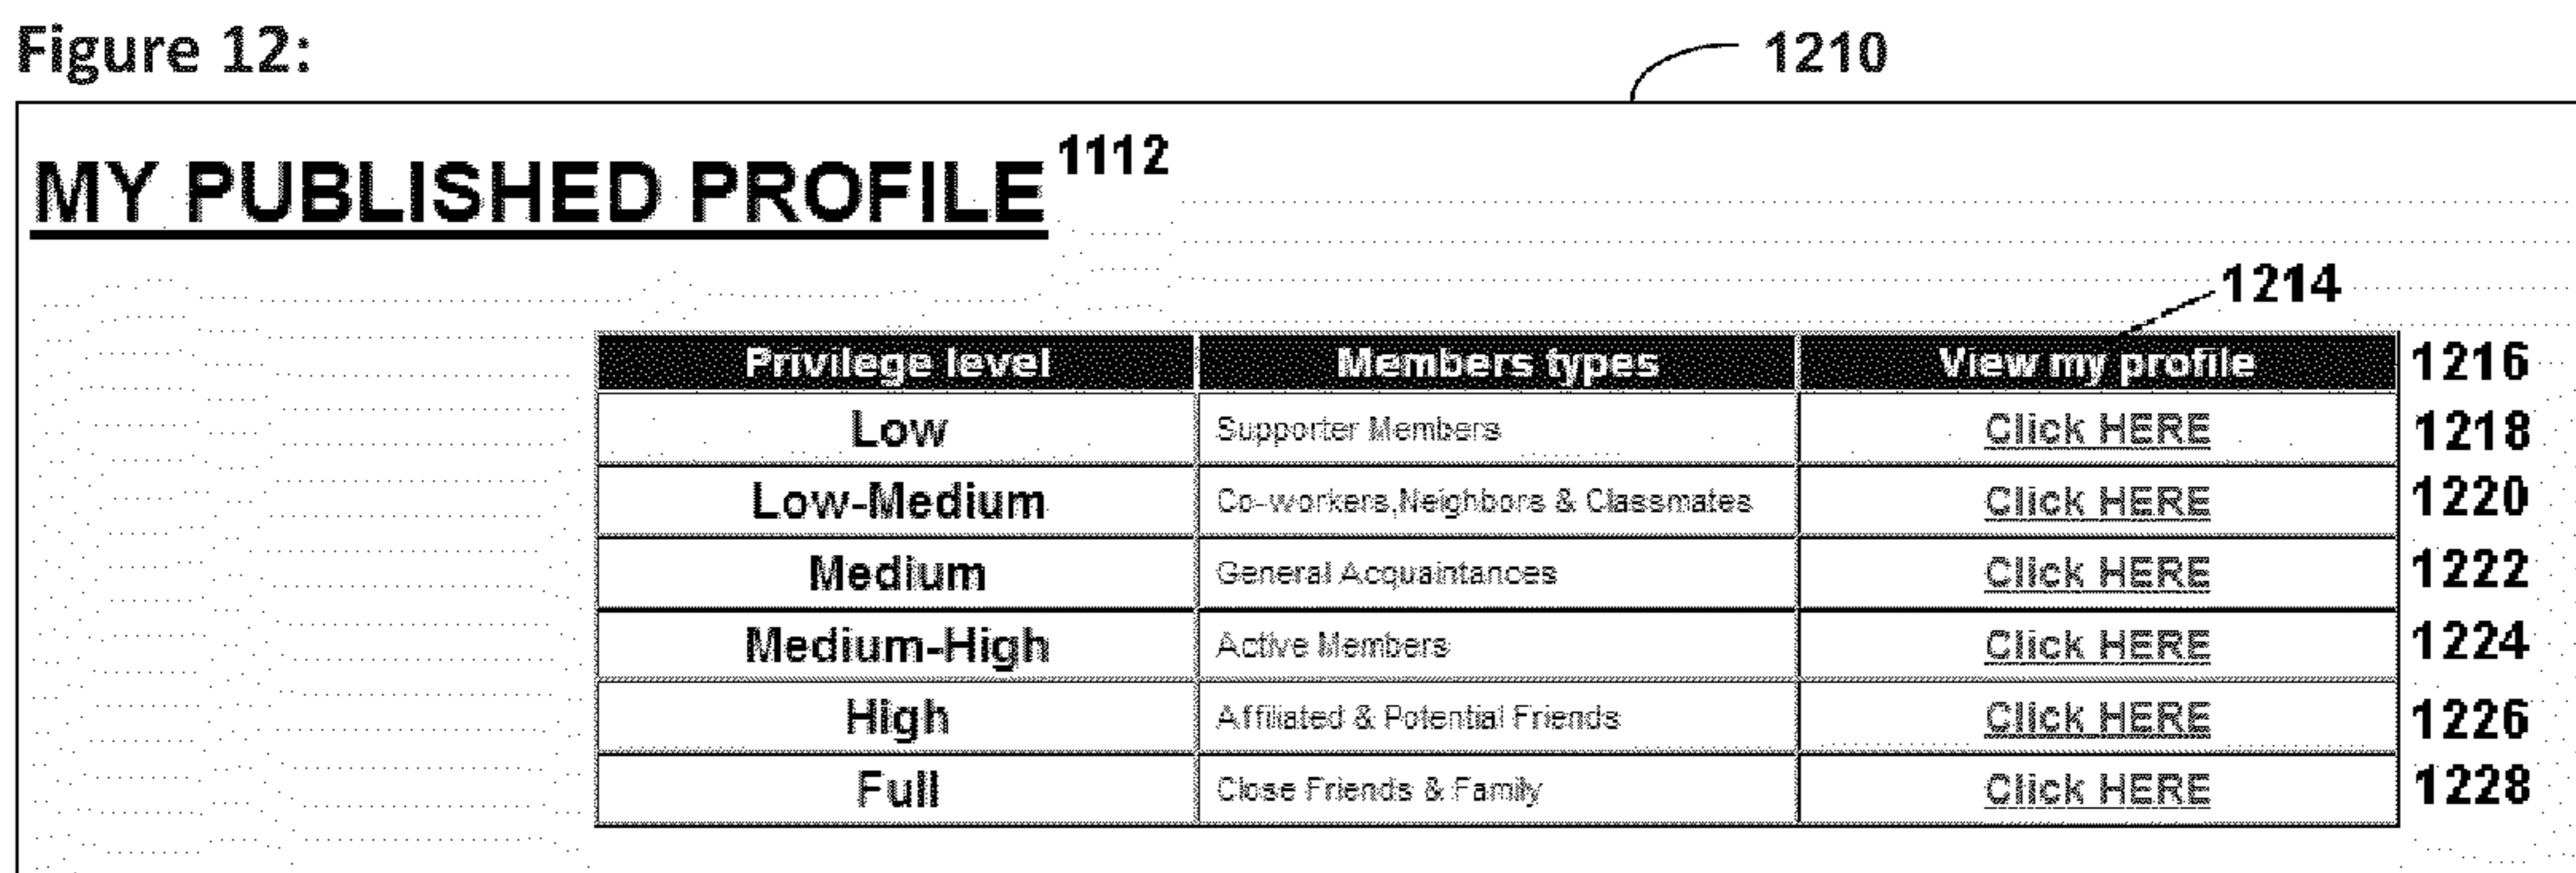 Figure 12:
1210
MY PUBLISHED PROFILE 1112
1214
Privilege level Members types View my profile 1216
Low Supporter Members Click HERE 1218
Low-Medium Co-workers,Neighbors & Classmates Click HERE 1220
Medium General Acquaintances Click HERE 1222
Medium-High Active Members Click HERE 1224
High Affiliated & Potential Friends Click HERE 1226
Full Close Friends & Family Click HERE 1228